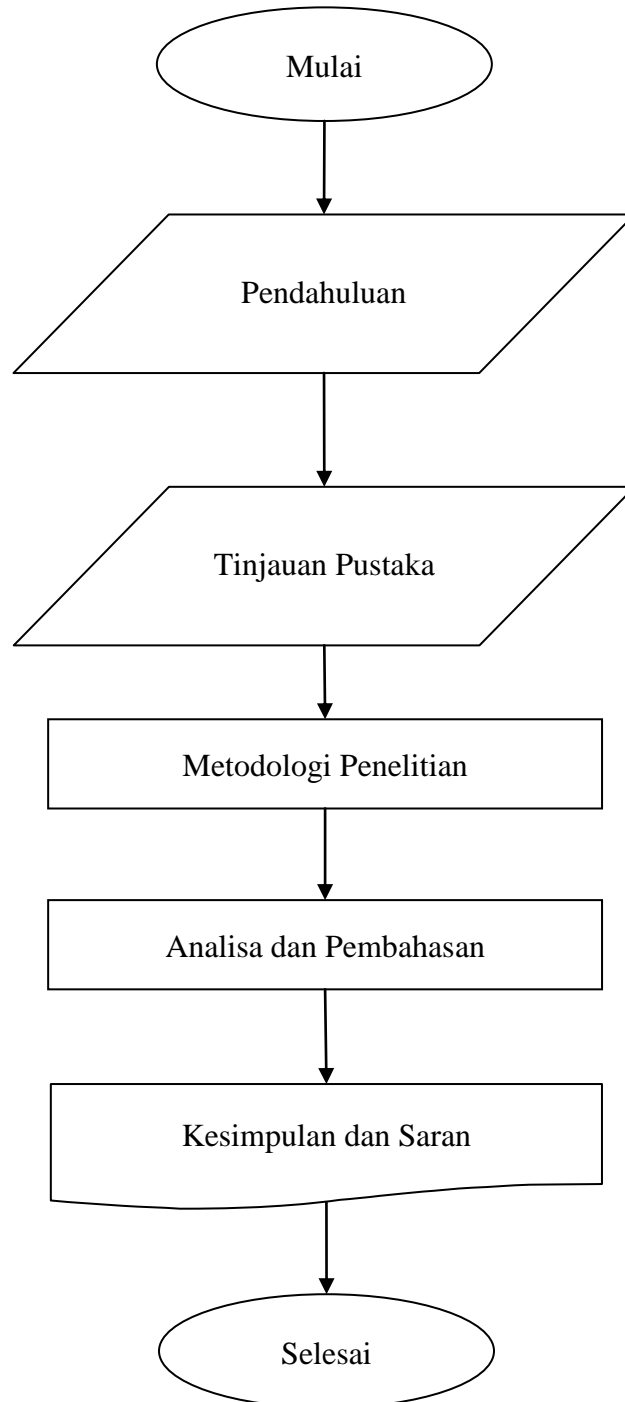 Mulai
Pendahuluan
Tinjauan Pustaka
Metodologi Penelitian
Analisa dan Pembahasan
Kesimpulan dan Saran
Selesai